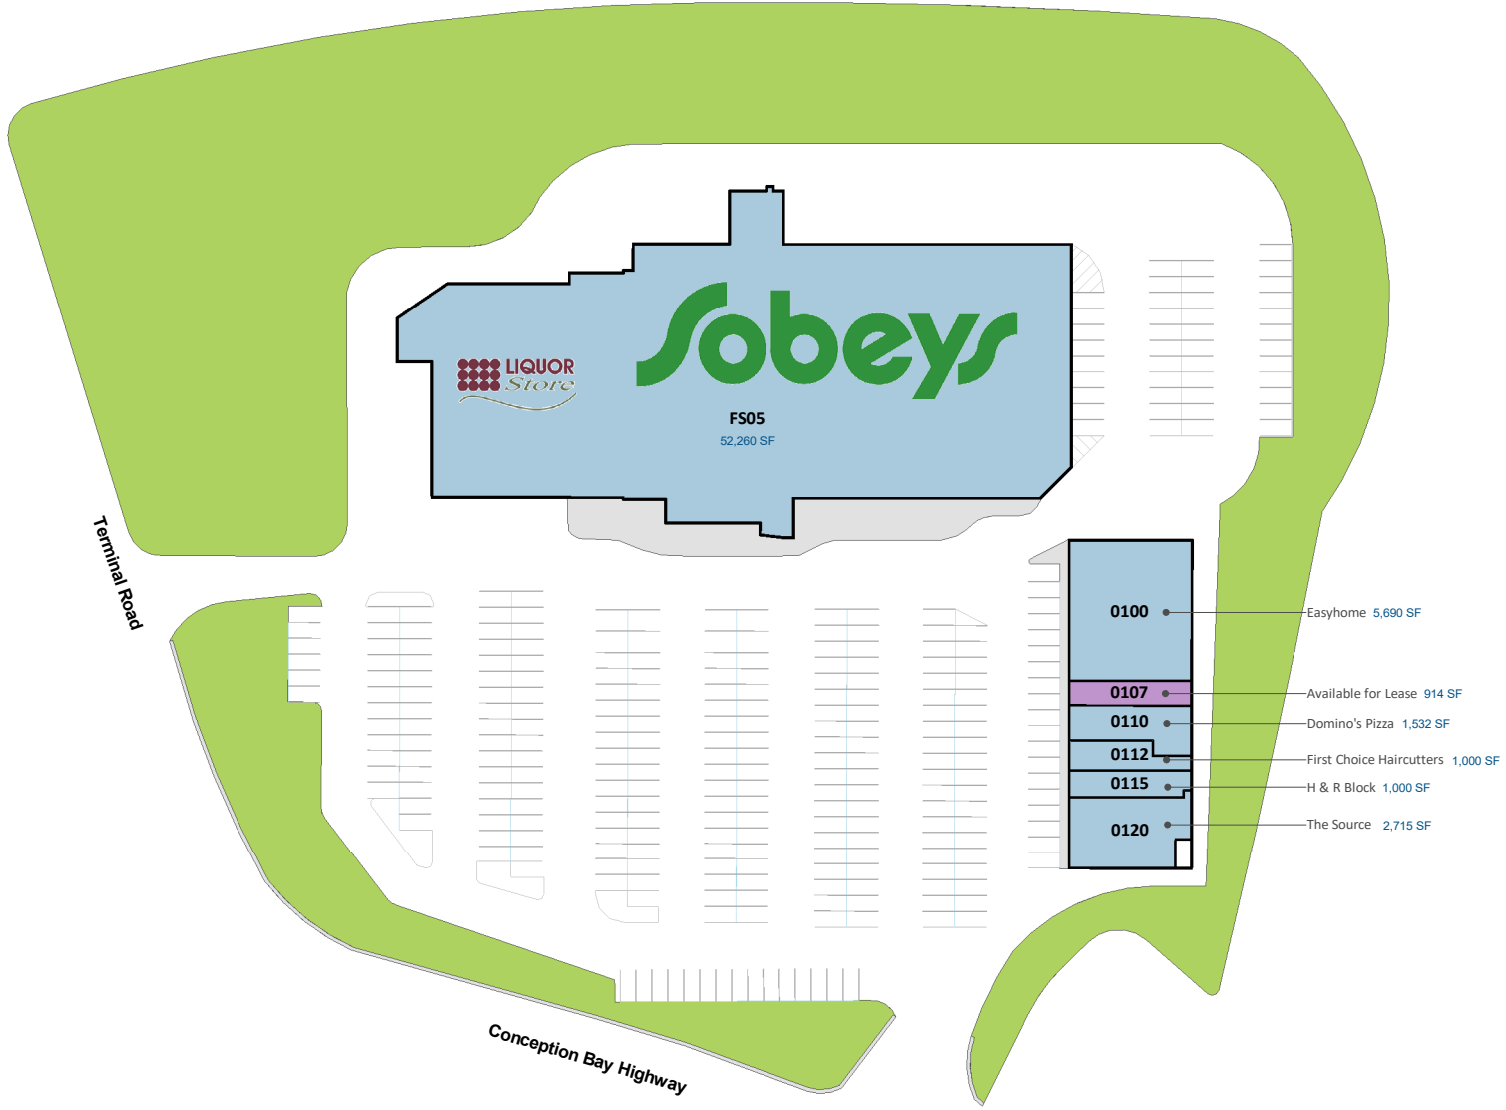 Sobeys
LIQUOR
Store
FS05
52,260 SF
Terminal Road
0100
Easyhome 5,690 SF
0107
Available for Lease 914 SF
0110
Domino's Pizza 1,532 SF
0112
First Choice Haircutters 1,000 SF
0115
H & R Block 1,000 SF
0120
The Source 2,715 SF
Conception Bay Highway